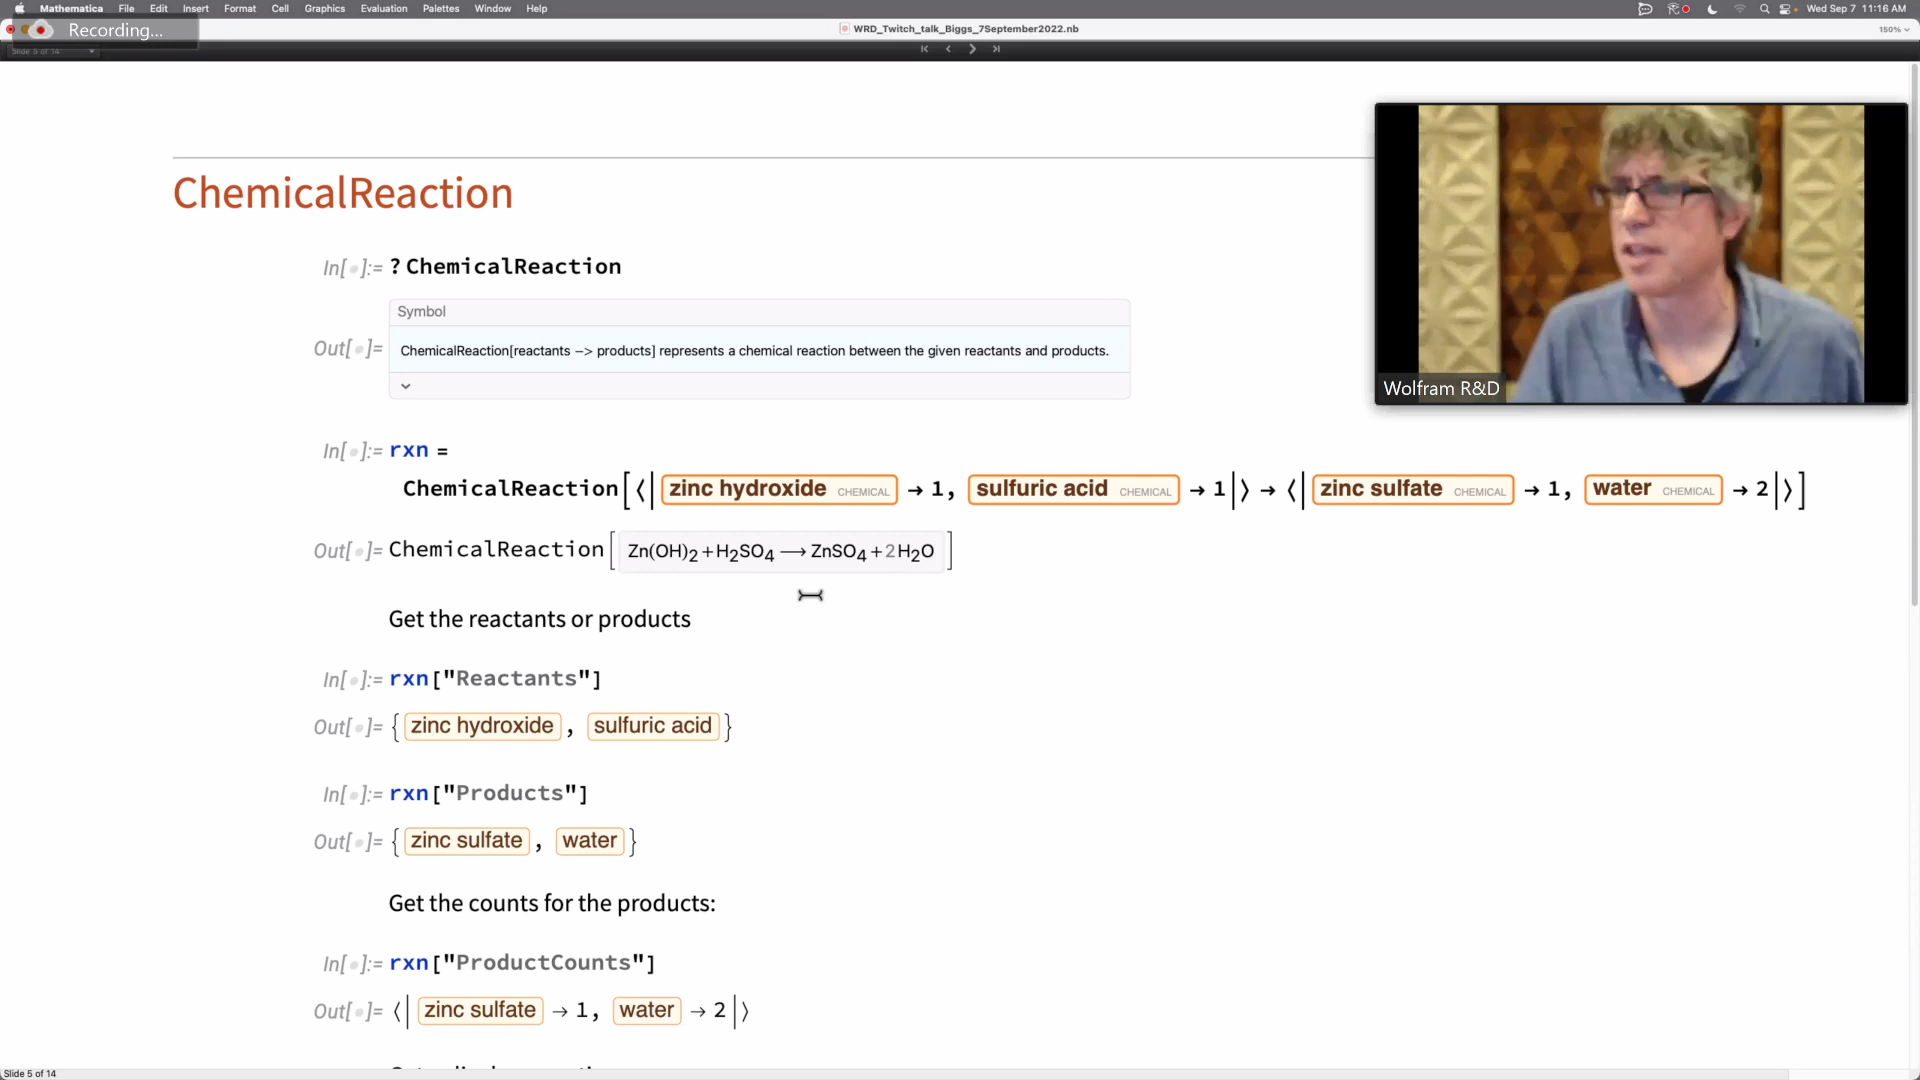 Mathematica File Edit Insert Format Cell Graphics Evaluation Palettes Window Help Wed Sep 7 11:16 AM
Recording...
WRD_Twitch_talk_Biggs_7September2022.nb
150%
Slide 5 of 14
ChemicalReaction
In[ ]:= ? ChemicalReaction
Symbol
Out[ ]= ChemicalReaction[reactants –> products] represents a chemical reaction between the given reactants and products.
Wolfram R&D
In[ ]:= rxn =
ChemicalReaction[〈| zinc hydroxide CHEMICAL → 1, sulfuric acid CHEMICAL → 1|〉 → 〈| zinc sulfate CHEMICAL → 1, water CHEMICAL → 2|〉]
Out[ ]= ChemicalReaction[ Zn(OH)₂+H₂SO₄ ⟶ ZnSO₄+2H₂O ]
Get the reactants or products
In[ ]:= rxn["Reactants"]
Out[ ]= { zinc hydroxide , sulfuric acid }
In[ ]:= rxn["Products"]
Out[ ]= { zinc sulfate , water }
Get the counts for the products:
In[ ]:= rxn["ProductCounts"]
Out[ ]= 〈| zinc sulfate → 1, water → 2|〉
Slide 5 of 14